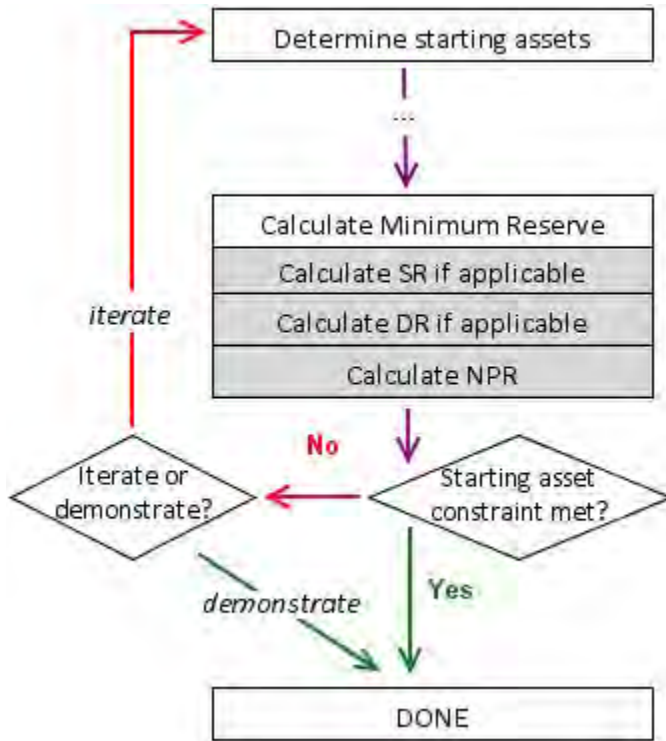 Determine starting assets
...
Calculate Minimum Reserve
Calculate SR if applicable
Calculate DR if applicable
Calculate NPR
iterate
No
Iterate or
demonstrate?
Starting asset
constraint met?
demonstrate
Yes
DONE